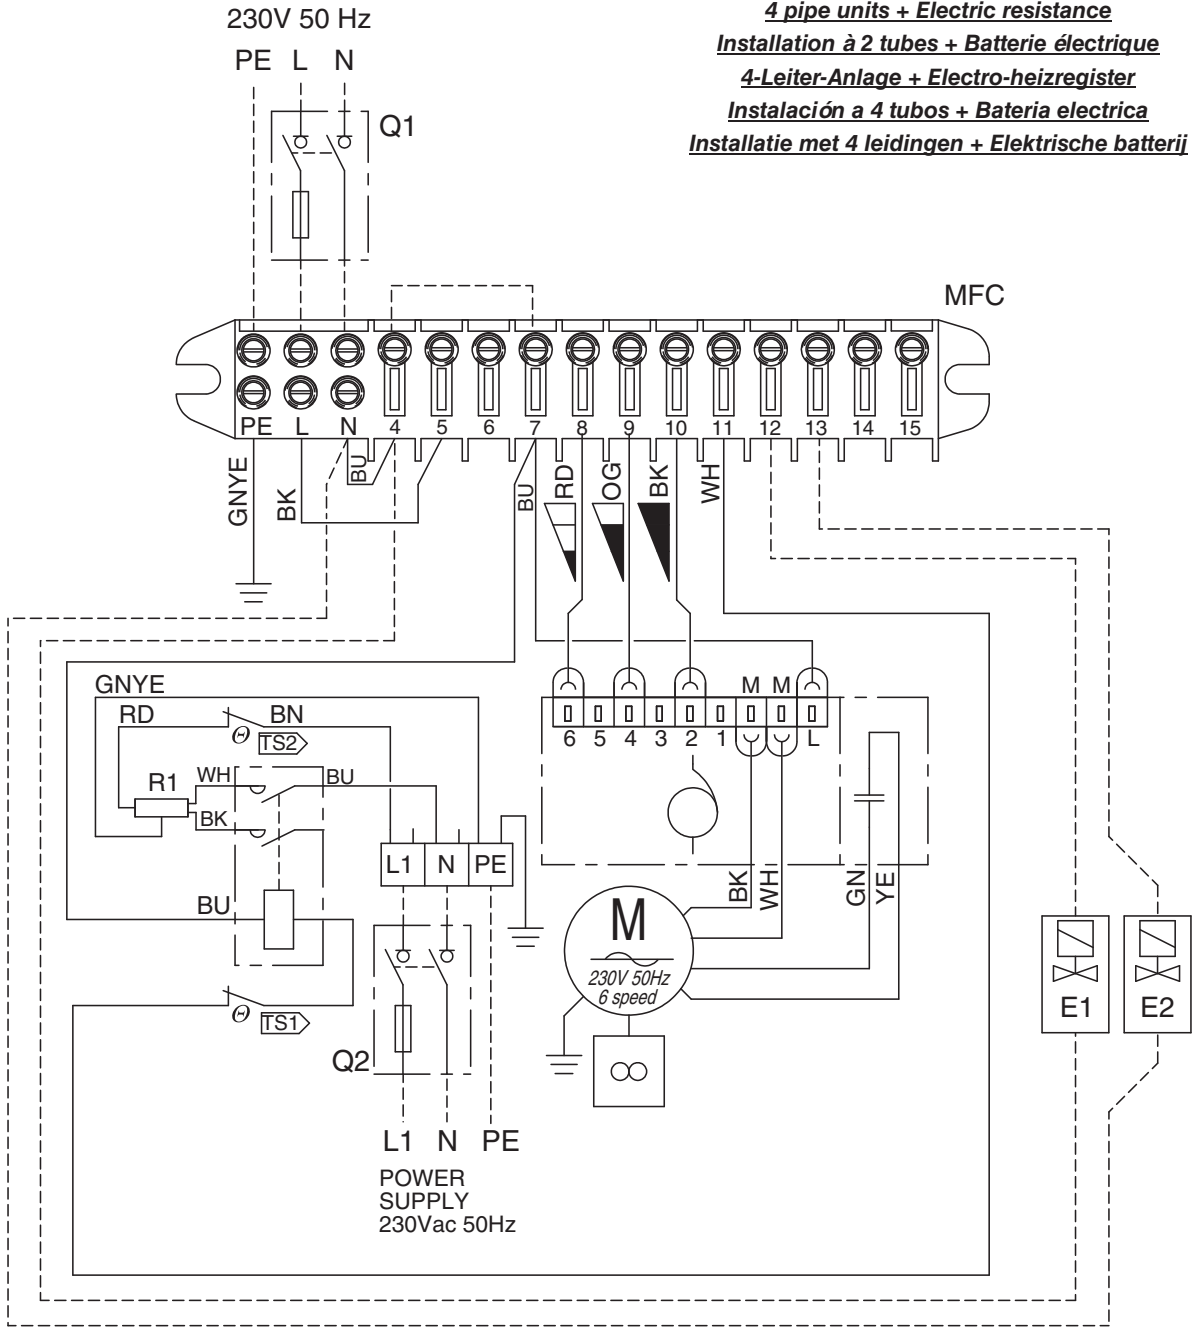 230V 50 Hz
PE L N
Q1
4 pipe units + Electric resistance
Installation à 2 tubes + Batterie électrique
4-Leiter-Anlage + Electro-heizregister
Instalación a 4 tubos + Bateria electrica
Installatie met 4 leidingen + Elektrische batterij
MFC
PE L N 4 5 6 7 8 9 10 11 12 13 14 15
GNYE BK BU BU RD OG BK WH
GNYE
RD BN
TS2
R1 WH BU
BK
M M
6 5 4 3 2 1 L
L1 N PE
BU
BK WH GN YE
M
230V 50Hz
6 speed
E1 E2
TS1
Q2
L1 N PE
POWER
SUPPLY
230Vac 50Hz